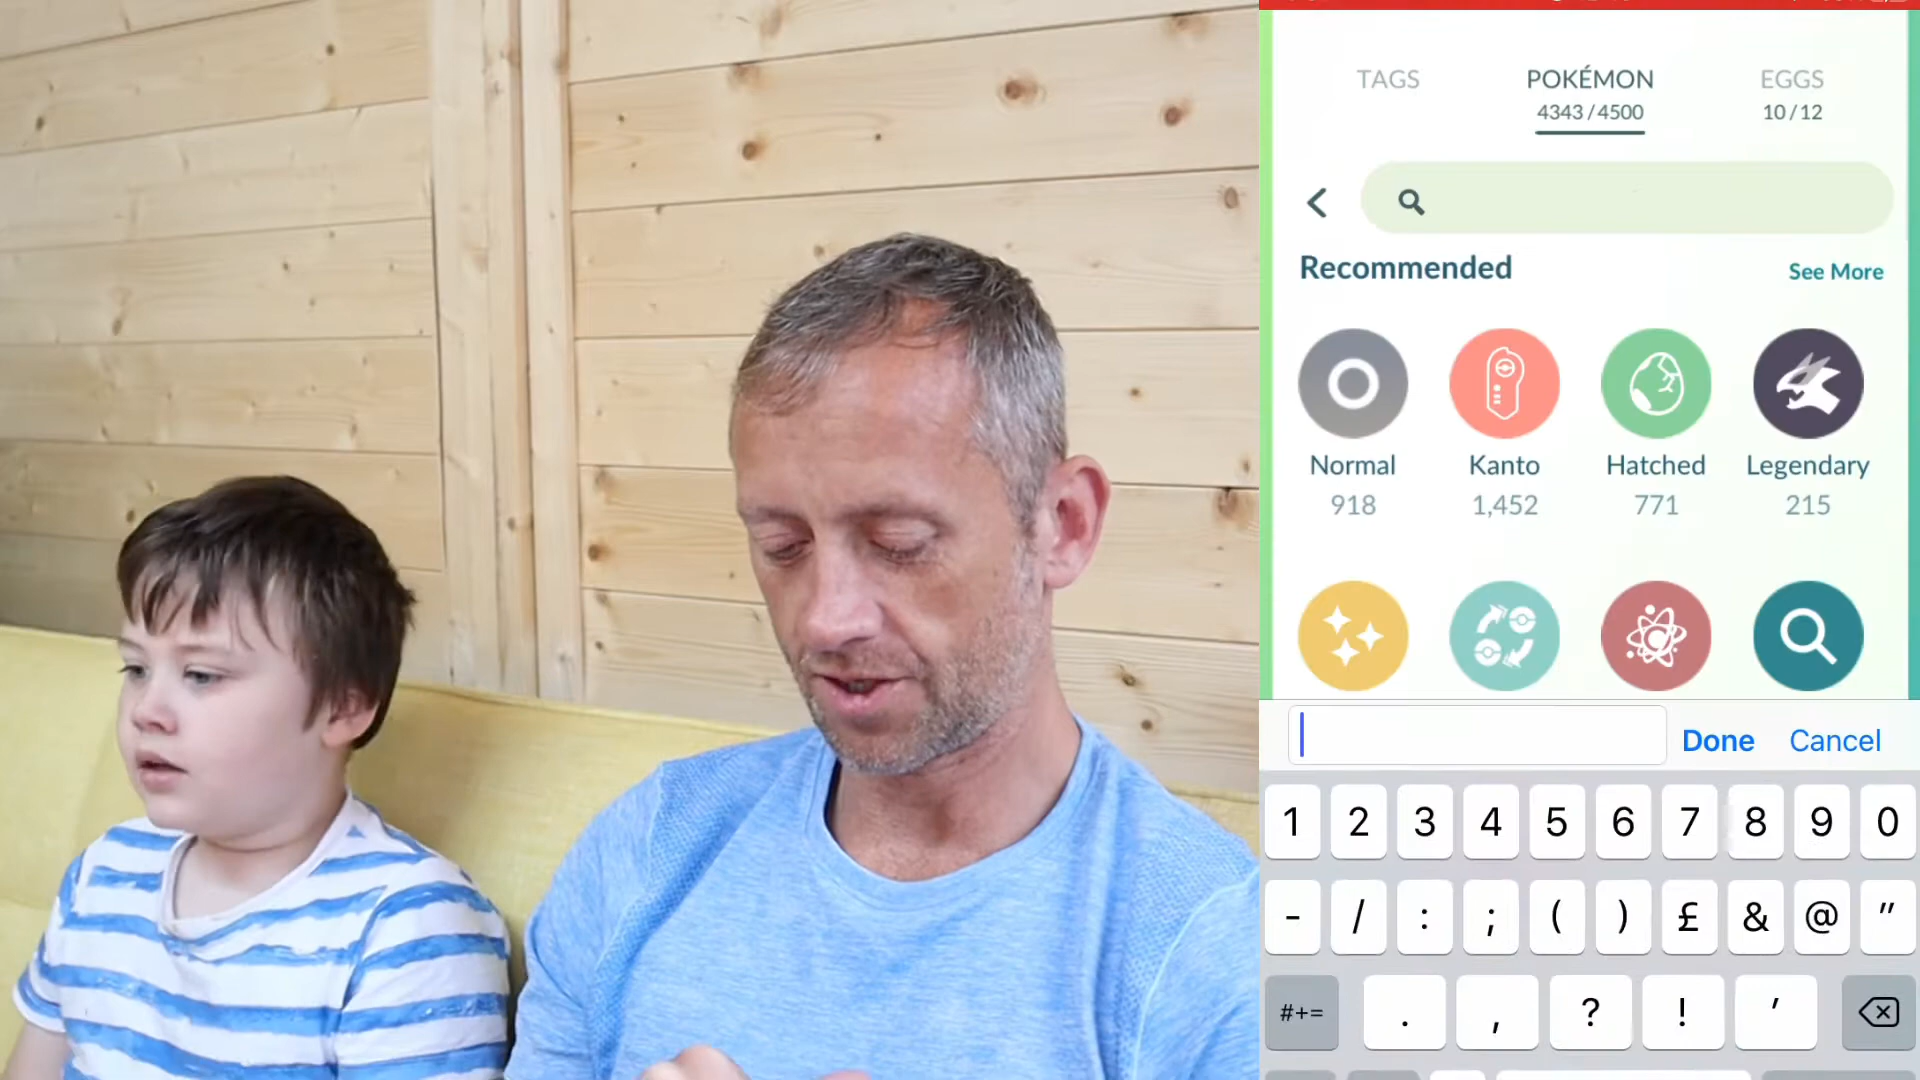 TAGS POKÉMON EGGS
4343 / 4500 10 / 12
Recommended See More
Normal Kanto Hatched Legendary
918 1,452 771 215
Done Cancel
1 2 3 4 5 6 7 8 9 0
- / : ; ( ) £ & @ "
#+= . , ? ! '